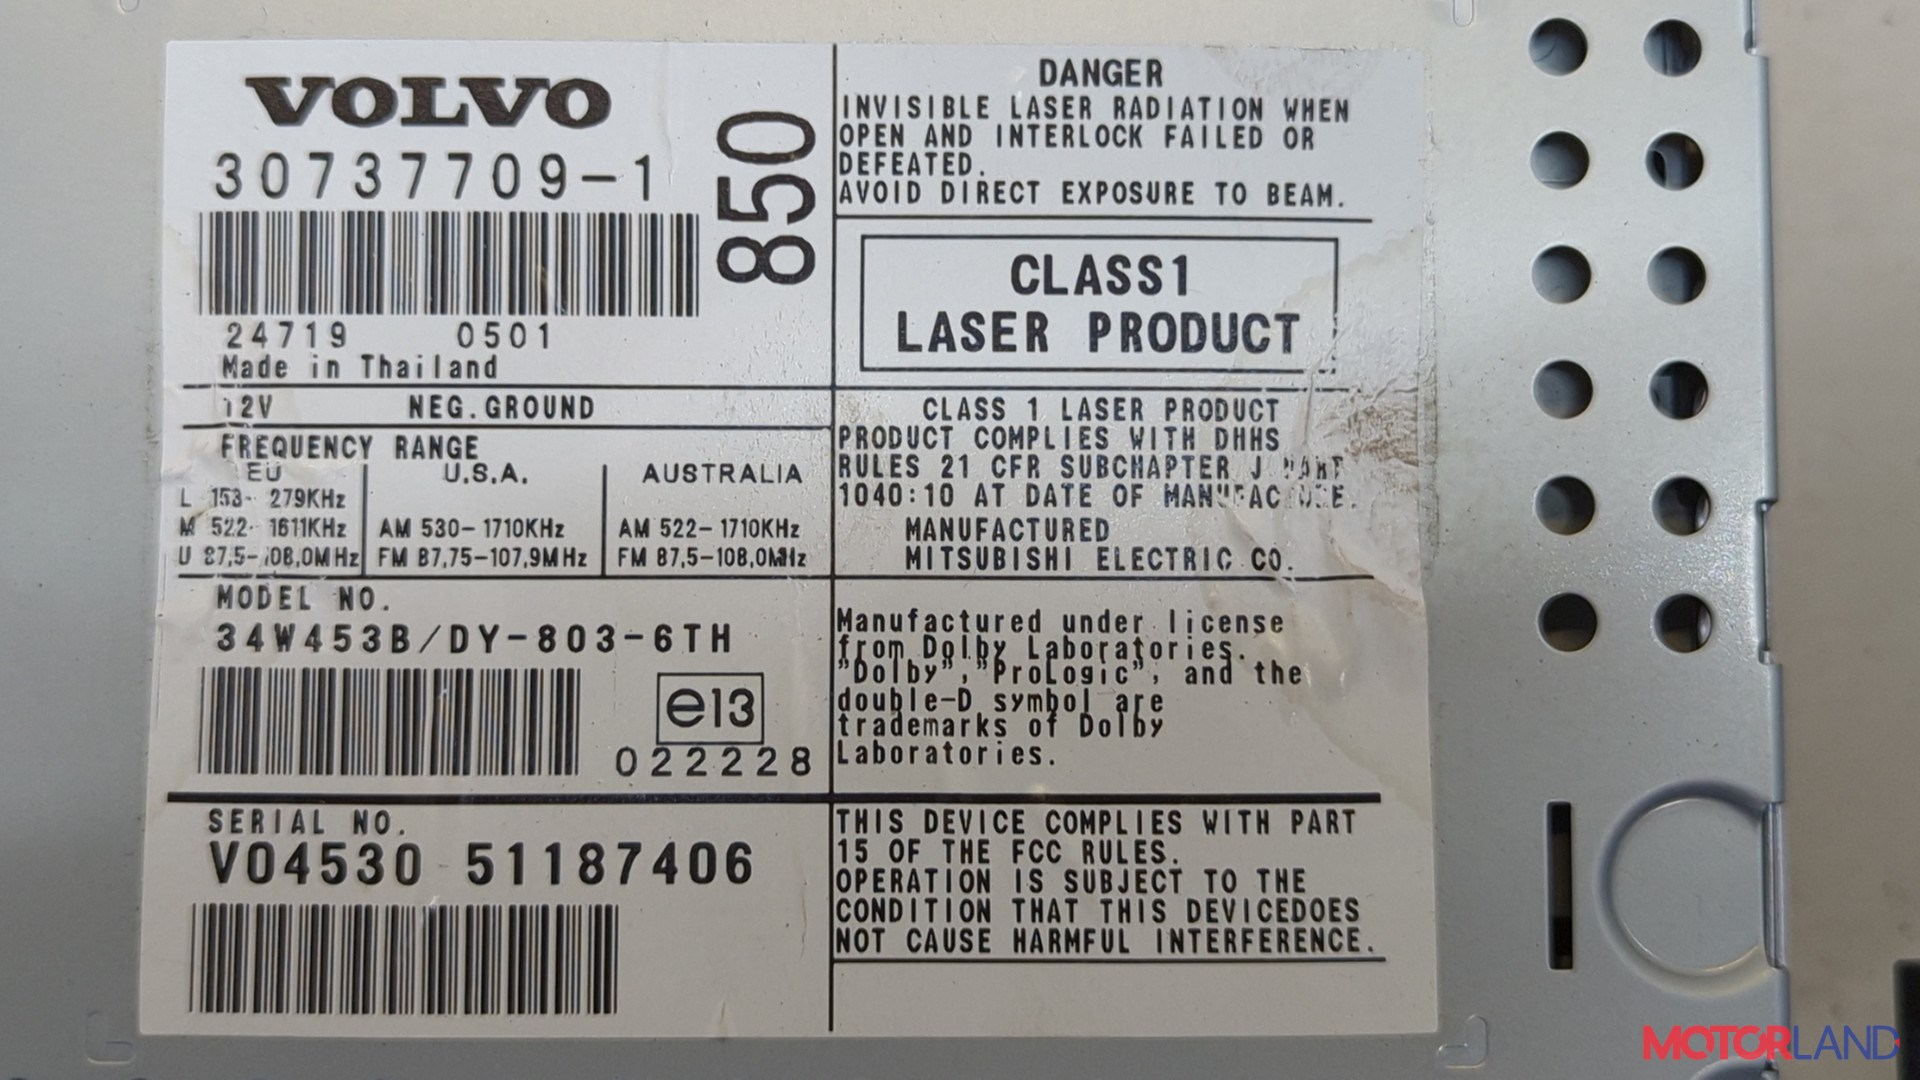 VOLVO
30737709-1
850
24719 0501
Made in Thailand
12V NEG.GROUND
FREQUENCY RANGE
EU
L 153- 279KHz
M 522- 1611KHz
U 87,5-108,0MHz
U.S.A.
AM 530-1710KHz
FM 87,75-107,9MHz
AUSTRALIA
AM 522-1710KHz
FM 87,5-108,0MHz
MODEL NO.
34W453B/DY-803-6TH
e13
022228
SERIAL NO.
V04530 51187406
DANGER
INVISIBLE LASER RADIATION WHEN
OPEN AND INTERLOCK FAILED OR
DEFEATED.
AVOID DIRECT EXPOSURE TO BEAM.
CLASS1
LASER PRODUCT
CLASS 1 LASER PRODUCT
PRODUCT COMPLIES WITH DHHS
RULES 21 CFR SUBCHAPTER J PART
1040:10 AT DATE OF MANUFACTURE.
MANUFACTURED
MITSUBISHI ELECTRIC CO.
Manufactured under license
from Dolby Laboratories.
"Dolby", "ProLogic", and the
double-D symbol are
trademarks of Dolby
Laboratories.
THIS DEVICE COMPLIES WITH PART
15 OF THE FCC RULES.
OPERATION IS SUBJECT TO THE
CONDITION THAT THIS DEVICEDOES
NOT CAUSE HARMFUL INTERFERENCE.
MOTORLAND